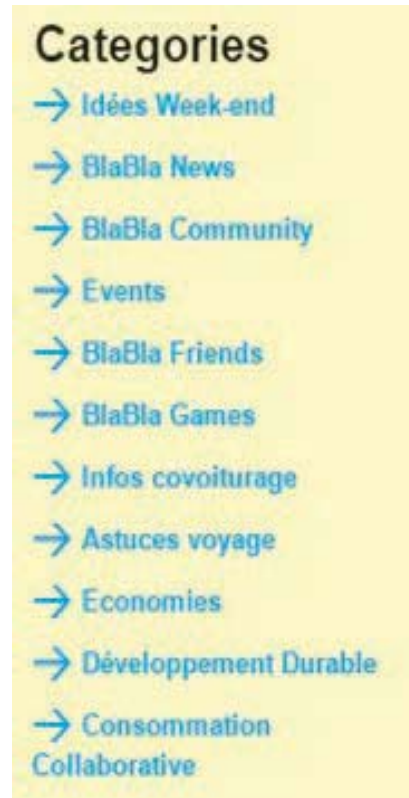 Categories
→ Idées Week-end
→ BlaBla News
→ BlaBla Community
→ Events
→ BlaBla Friends
→ BlaBla Games
→ Infos covoiturage
→ Astuces voyage
→ Economies
→ Développement Durable
→ Consommation
Collaborative